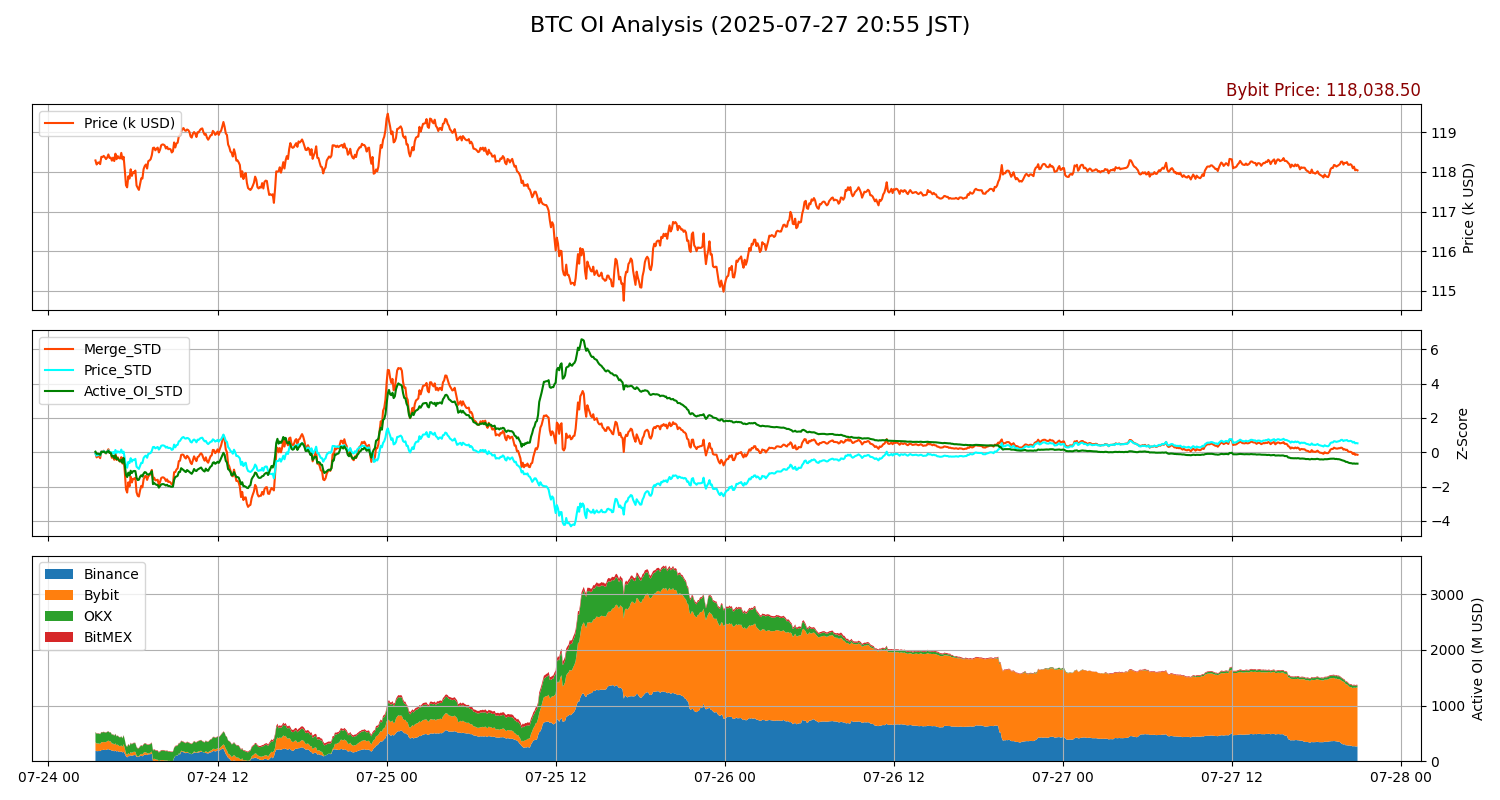 BTC OI Analysis (2025-07-27 20:55 JST)
Bybit Price: 118,038.50
Price (k USD)
119
118
117
116
115
Price (k USD)
Merge_STD
Price_STD
Active_OI_STD
6
4
2
0
−2
−4
Z-Score
Binance
Bybit
OKX
BitMEX
3000
2000
1000
0
Active OI (M USD)
07-24 00
07-24 12
07-25 00
07-25 12
07-26 00
07-26 12
07-27 00
07-27 12
07-28 00